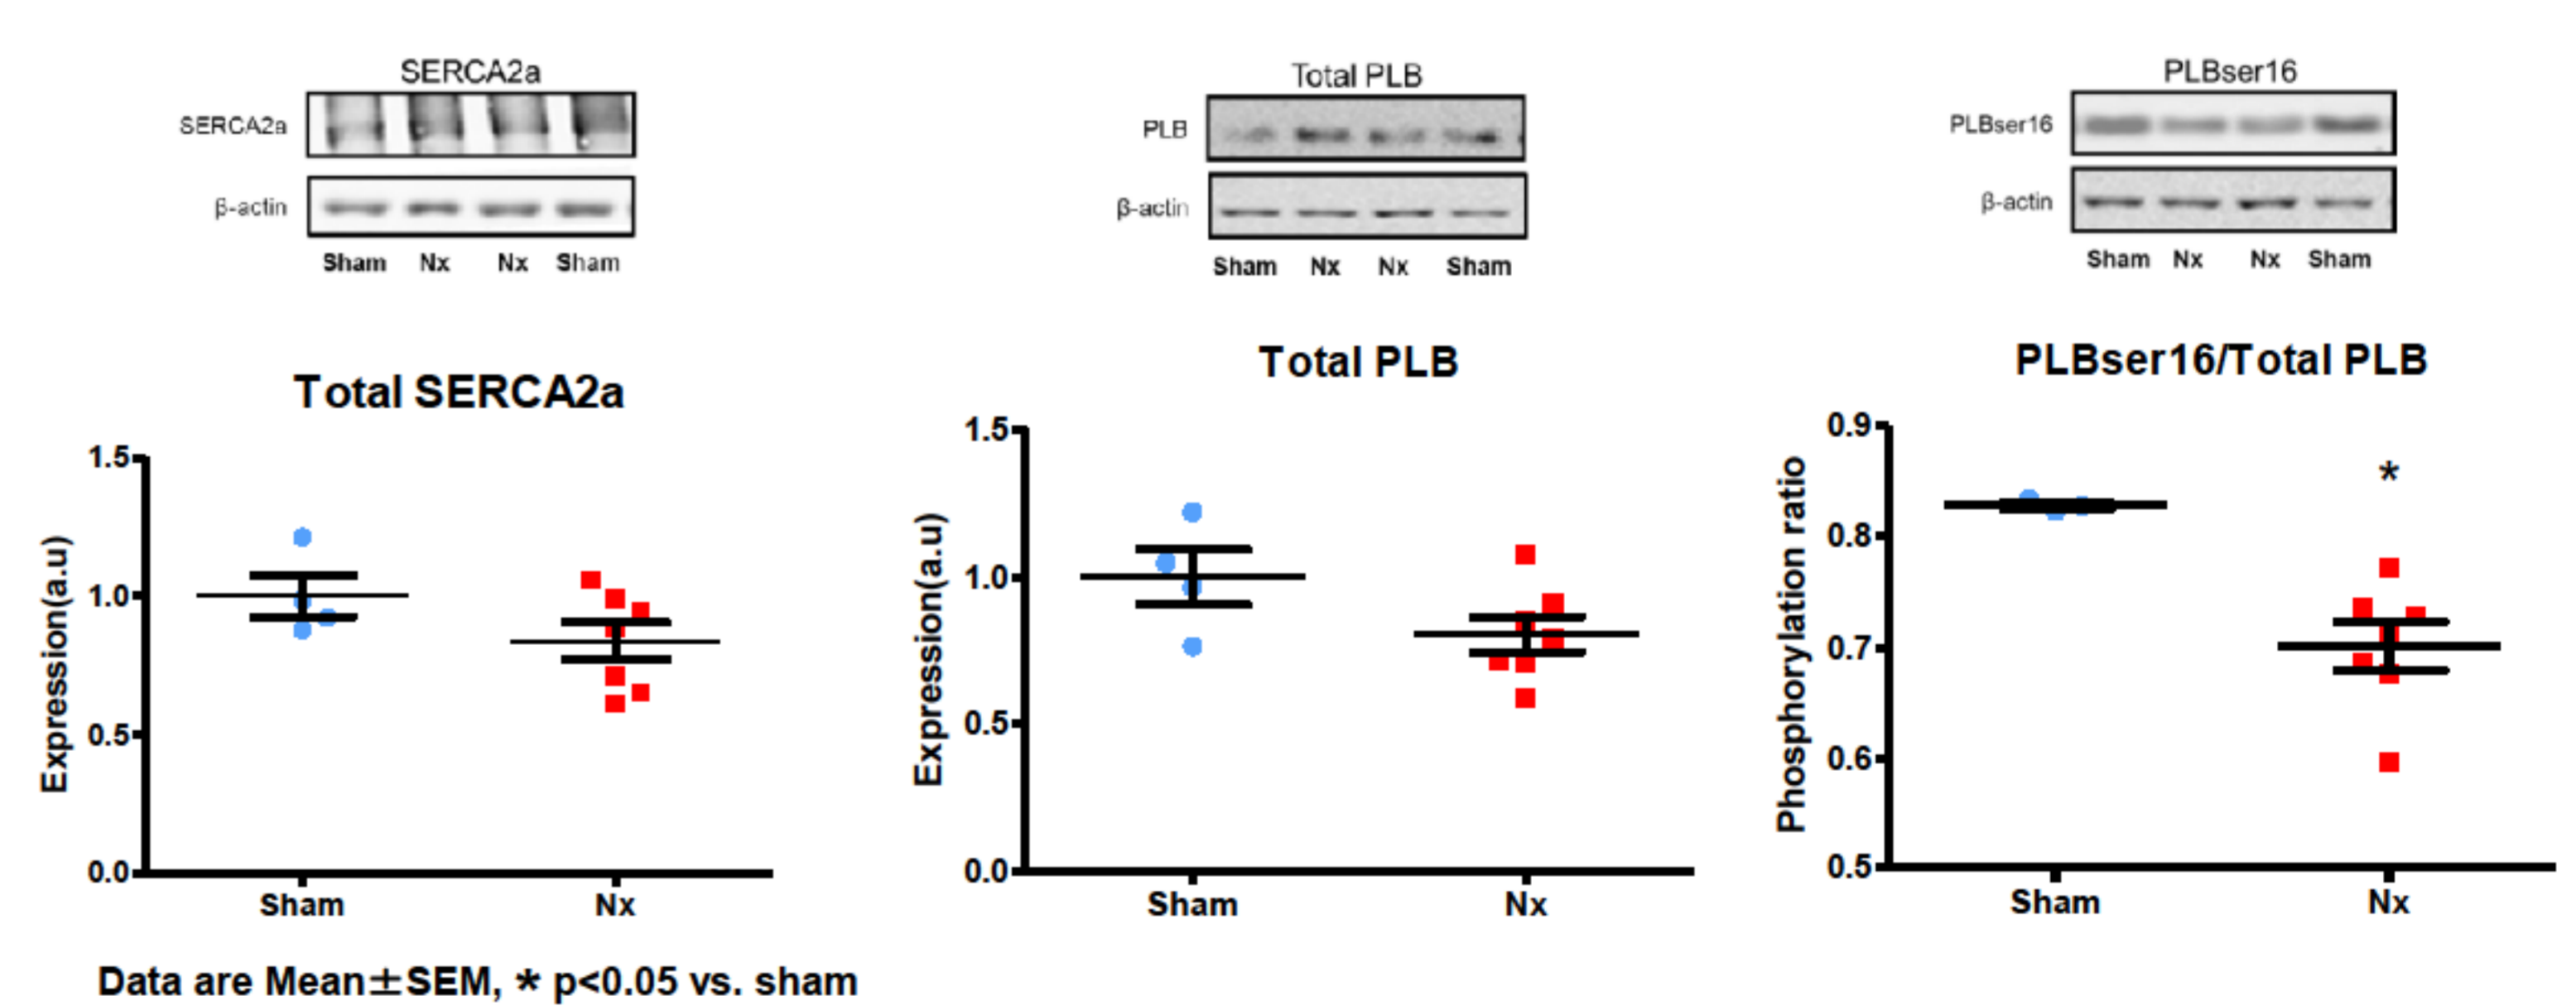 SERCA2a
SERCA2a
β-actin
Sham Nx Nx Sham
Total PLB
PLB
β-actin
Sham Nx Nx Sham
PLBser16
PLBser16
β-actin
Sham Nx Nx Sham
Total SERCA2a
Expression(a.u)
1.5
1.0
0.5
0.0
Sham Nx
Total PLB
Expression(a.u)
1.5
1.0
0.5
0.0
Sham Nx
PLBser16/Total PLB
Phosphorylation ratio
0.9
0.8
0.7
0.6
0.5
*
Sham Nx
Data are Mean±SEM, * p<0.05 vs. sham